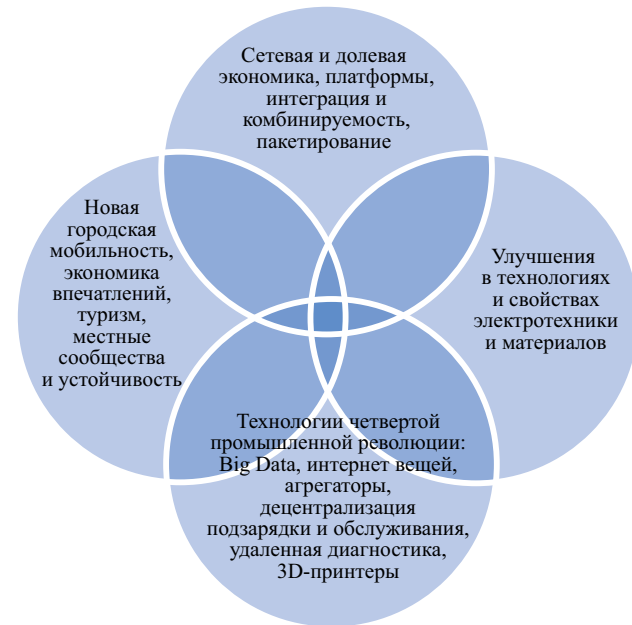 Сетевая и долевая
экономика, платформы,
интеграция и
комбинируемость,
пакетирование
Новая
городская
мобильность,
экономика
впечатлений,
туризм,
местные
сообщества
и устойчивость
Улучшения
в технологиях
и свойствах
электротехники
и материалов
Технологии четвертой
промышленной революции:
Big Data, интернет вещей,
агрегаторы,
децентрализация
подзарядки и обслуживания,
удаленная диагностика,
3D-принтеры